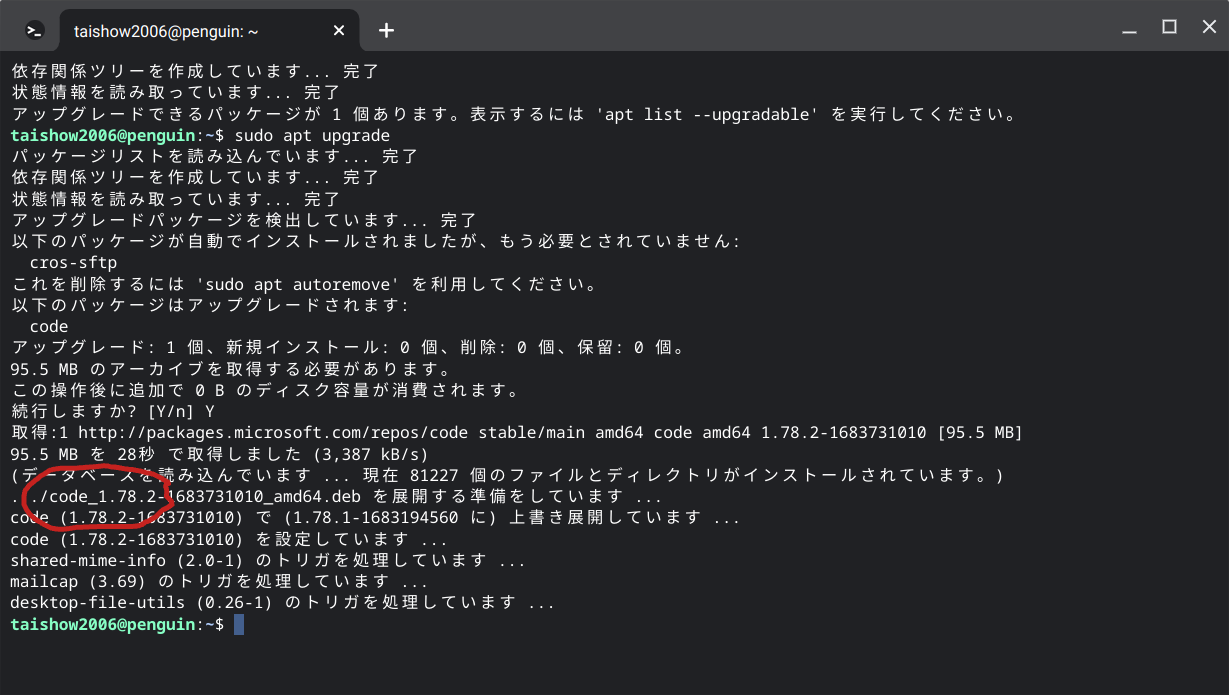 taishow2006@penguin: ~
依存関係ツリーを作成しています... 完了
状態情報を読み取っています... 完了
アップグレードできるパッケージが 1 個あります。表示するには 'apt list --upgradable' を実行してください。
taishow2006@penguin:~$ sudo apt upgrade
パッケージリストを読み込んでいます... 完了
依存関係ツリーを作成しています... 完了
状態情報を読み取っています... 完了
アップグレードパッケージを検出しています... 完了
以下のパッケージが自動でインストールされましたが、もう必要とされていません:
  cros-sftp
これを削除するには 'sudo apt autoremove' を利用してください。
以下のパッケージはアップグレードされます:
  code
アップグレード: 1 個、新規インストール: 0 個、削除: 0 個、保留: 0 個。
95.5 MB のアーカイブを取得する必要があります。
この操作後に追加で 0 B のディスク容量が消費されます。
続行しますか? [Y/n] Y
取得:1 http://packages.microsoft.com/repos/code stable/main amd64 code amd64 1.78.2-1683731010 [95.5 MB]
95.5 MB を 28秒 で取得しました (3,387 kB/s)
(データベースを読み込んでいます ... 現在 81227 個のファイルとディレクトリがインストールされています。)
.../code_1.78.2-1683731010_amd64.deb を展開する準備をしています ...
code (1.78.2-1683731010) で (1.78.1-1683194560 に) 上書き展開しています ...
code (1.78.2-1683731010) を設定しています ...
shared-mime-info (2.0-1) のトリガを処理しています ...
mailcap (3.69) のトリガを処理しています ...
desktop-file-utils (0.26-1) のトリガを処理しています ...
taishow2006@penguin:~$